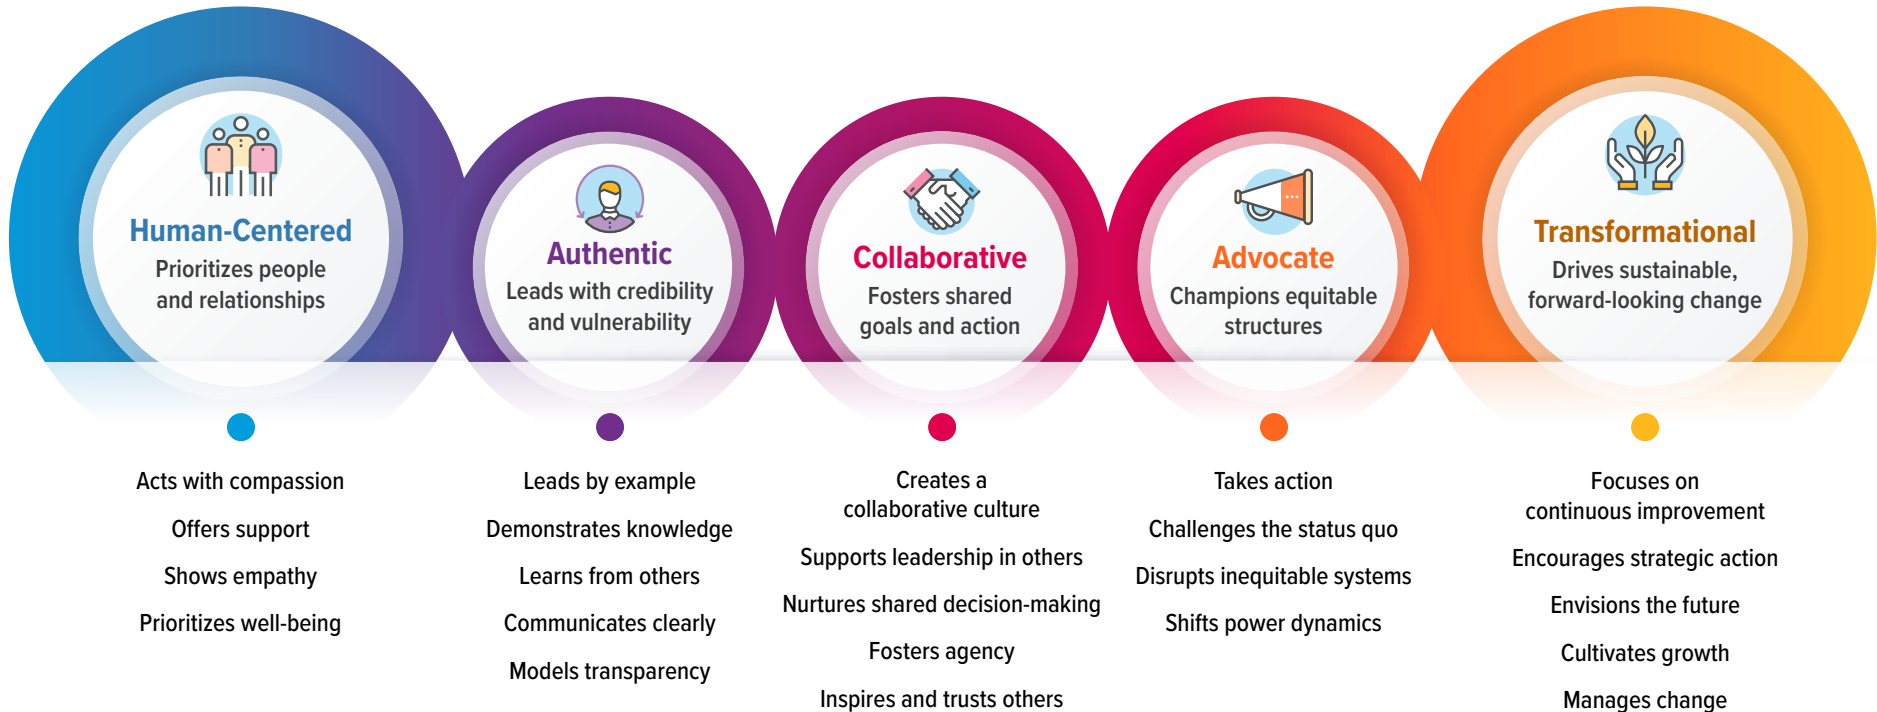 Human-Centered
Prioritizes people
and relationships
Authentic
Leads with credibility
and vulnerability
Collaborative
Fosters shared
goals and action
Advocate
Champions equitable
structures
Transformational
Drives sustainable,
forward-looking change
Acts with compassion
Offers support
Shows empathy
Prioritizes well-being
Leads by example
Demonstrates knowledge
Learns from others
Communicates clearly
Models transparency
Creates a
collaborative culture
Supports leadership in others
Nurtures shared decision-making
Fosters agency
Inspires and trusts others
Takes action
Challenges the status quo
Disrupts inequitable systems
Shifts power dynamics
Focuses on
continuous improvement
Encourages strategic action
Envisions the future
Cultivates growth
Manages change